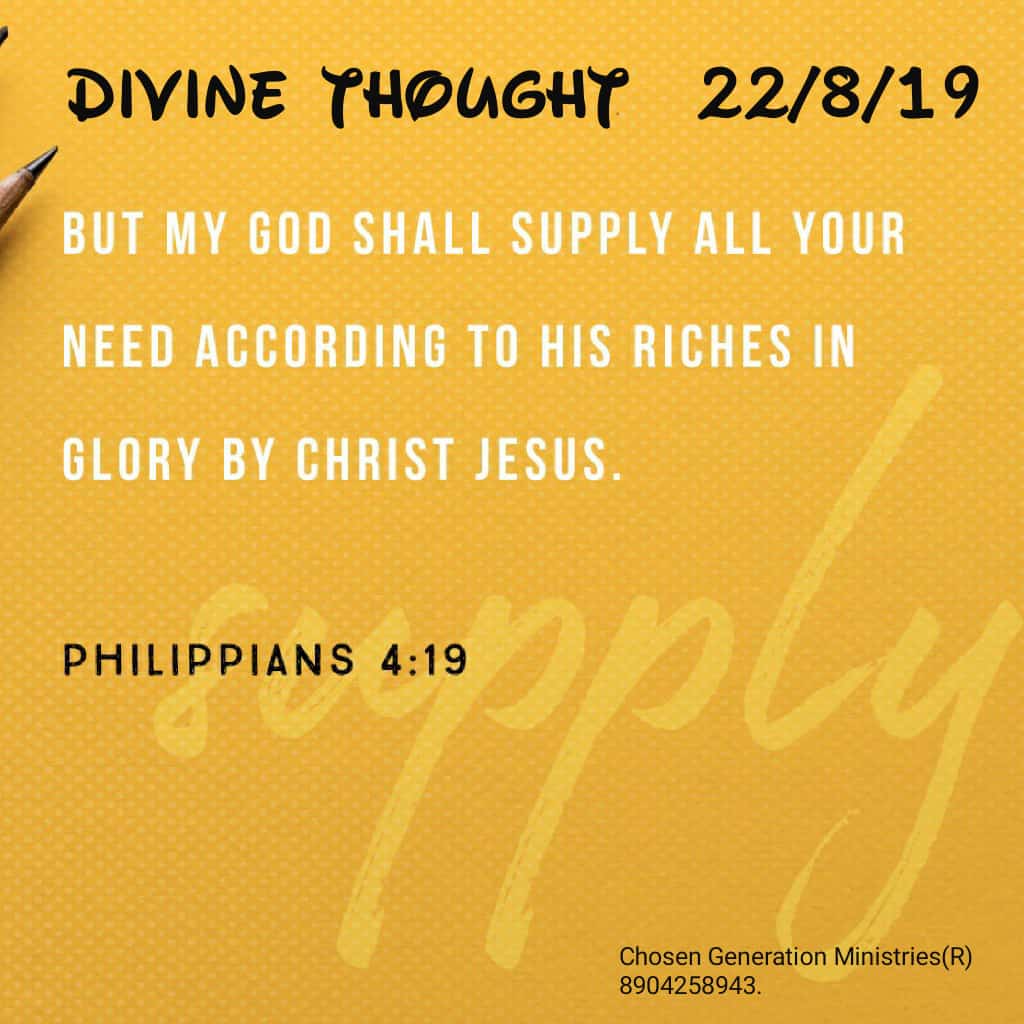 DIVINE THOUGHT 22/8/19
BUT MY GOD SHALL SUPPLY ALL YOUR
NEED ACCORDING TO HIS RICHES IN
GLORY BY CHRIST JESUS.
supply
PHILIPPIANS 4:19
Chosen Generation Ministries(R)
8904258943.